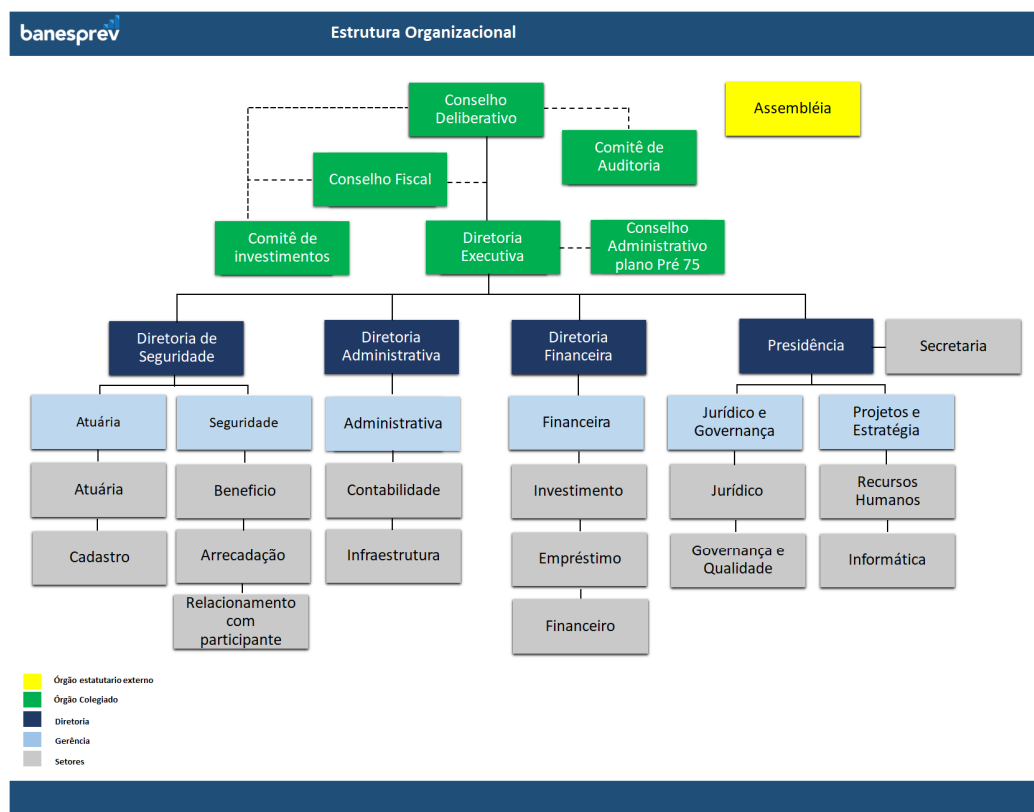 banesprev
Estrutura Organizacional
Conselho
Deliberativo
Assembléia
Comitê de
Auditoria
Conselho Fiscal
Comitê de
investimentos
Diretoria
Executiva
Conselho
Administrativo
plano Pré 75
Diretoria de
Seguridade
Diretoria
Administrativa
Diretoria
Financeira
Presidência
Secretaria
Atuária
Seguridade
Administrativa
Financeira
Jurídico e
Governança
Projetos e
Estratégia
Atuária
Beneficio
Contabilidade
Investimento
Jurídico
Recursos
Humanos
Cadastro
Arrecadação
Infraestrutura
Empréstimo
Governança e
Qualidade
Informática
Relacionamento
com
participante
Financeiro
Órgão estatutario externo
Órgão Colegiado
Diretoria
Gerência
Setores